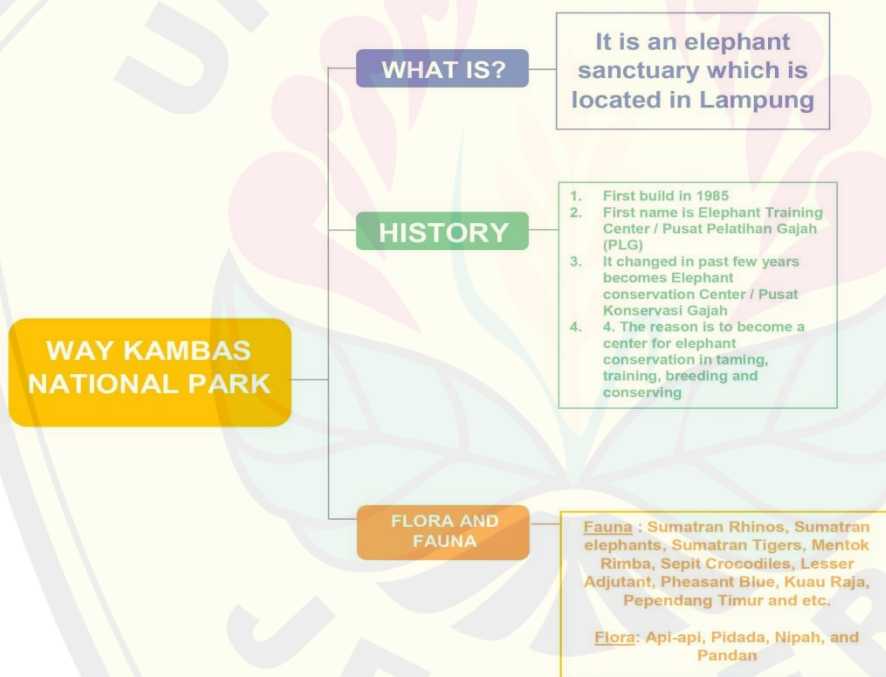 WHAT IS?
It is an elephant
sanctuary which is
located in Lampung
HISTORY
1. First build in 1985
2. First name is Elephant Training
Center / Pusat Pelatihan Gajah
(PLG)
3. It changed in past few years
becomes Elephant
conservation Center / Pusat
Konservasi Gajah
4. 4. The reason is to become a
center for elephant
conservation in taming,
training, breeding and
conserving
WAY KAMBAS
NATIONAL PARK
FLORA AND
FAUNA
Fauna : Sumatran Rhinos, Sumatran
elephants, Sumatran Tigers, Mentok
Rimba, Sepit Crocodiles, Lesser
Adjutant, Pheasant Blue, Kuau Raja,
Pependang Timur and etc.
Flora: Api-api, Pidada, Nipah, and
Pandan